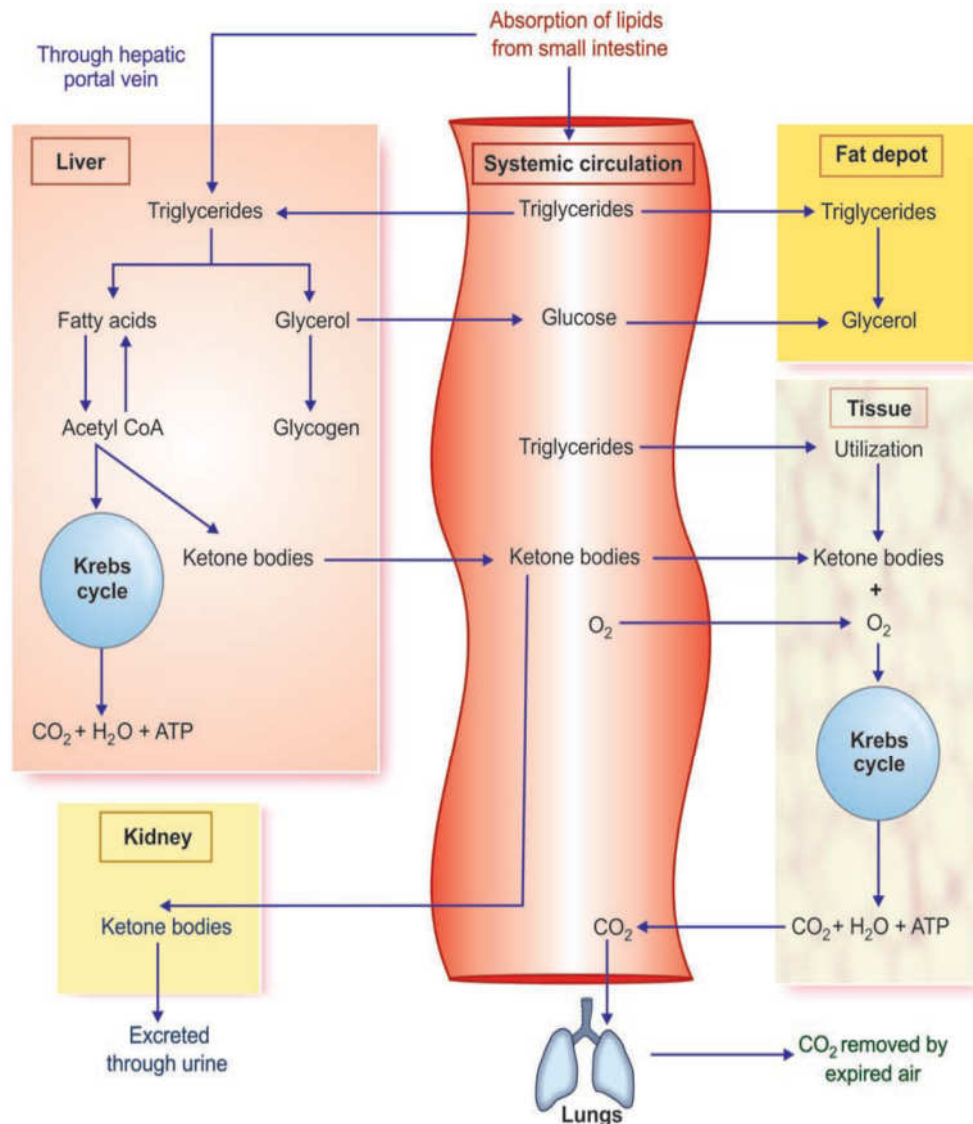 Absorption of lipids
from small intestine
Through hepatic
portal vein
Liver
Triglycerides
Fatty acids
Glycerol
Acetyl CoA
Glycogen
Krebs
cycle
Ketone bodies
CO₂ + H₂O + ATP
Systemic circulation
Triglycerides
Glucose
Triglycerides
Ketone bodies
O₂
CO₂
Fat depot
Triglycerides
Glycerol
Tissue
Utilization
Ketone bodies
+
O₂
Krebs
cycle
CO₂ + H₂O + ATP
Kidney
Ketone bodies
Excreted
through urine
Lungs
CO₂ removed by
expired air